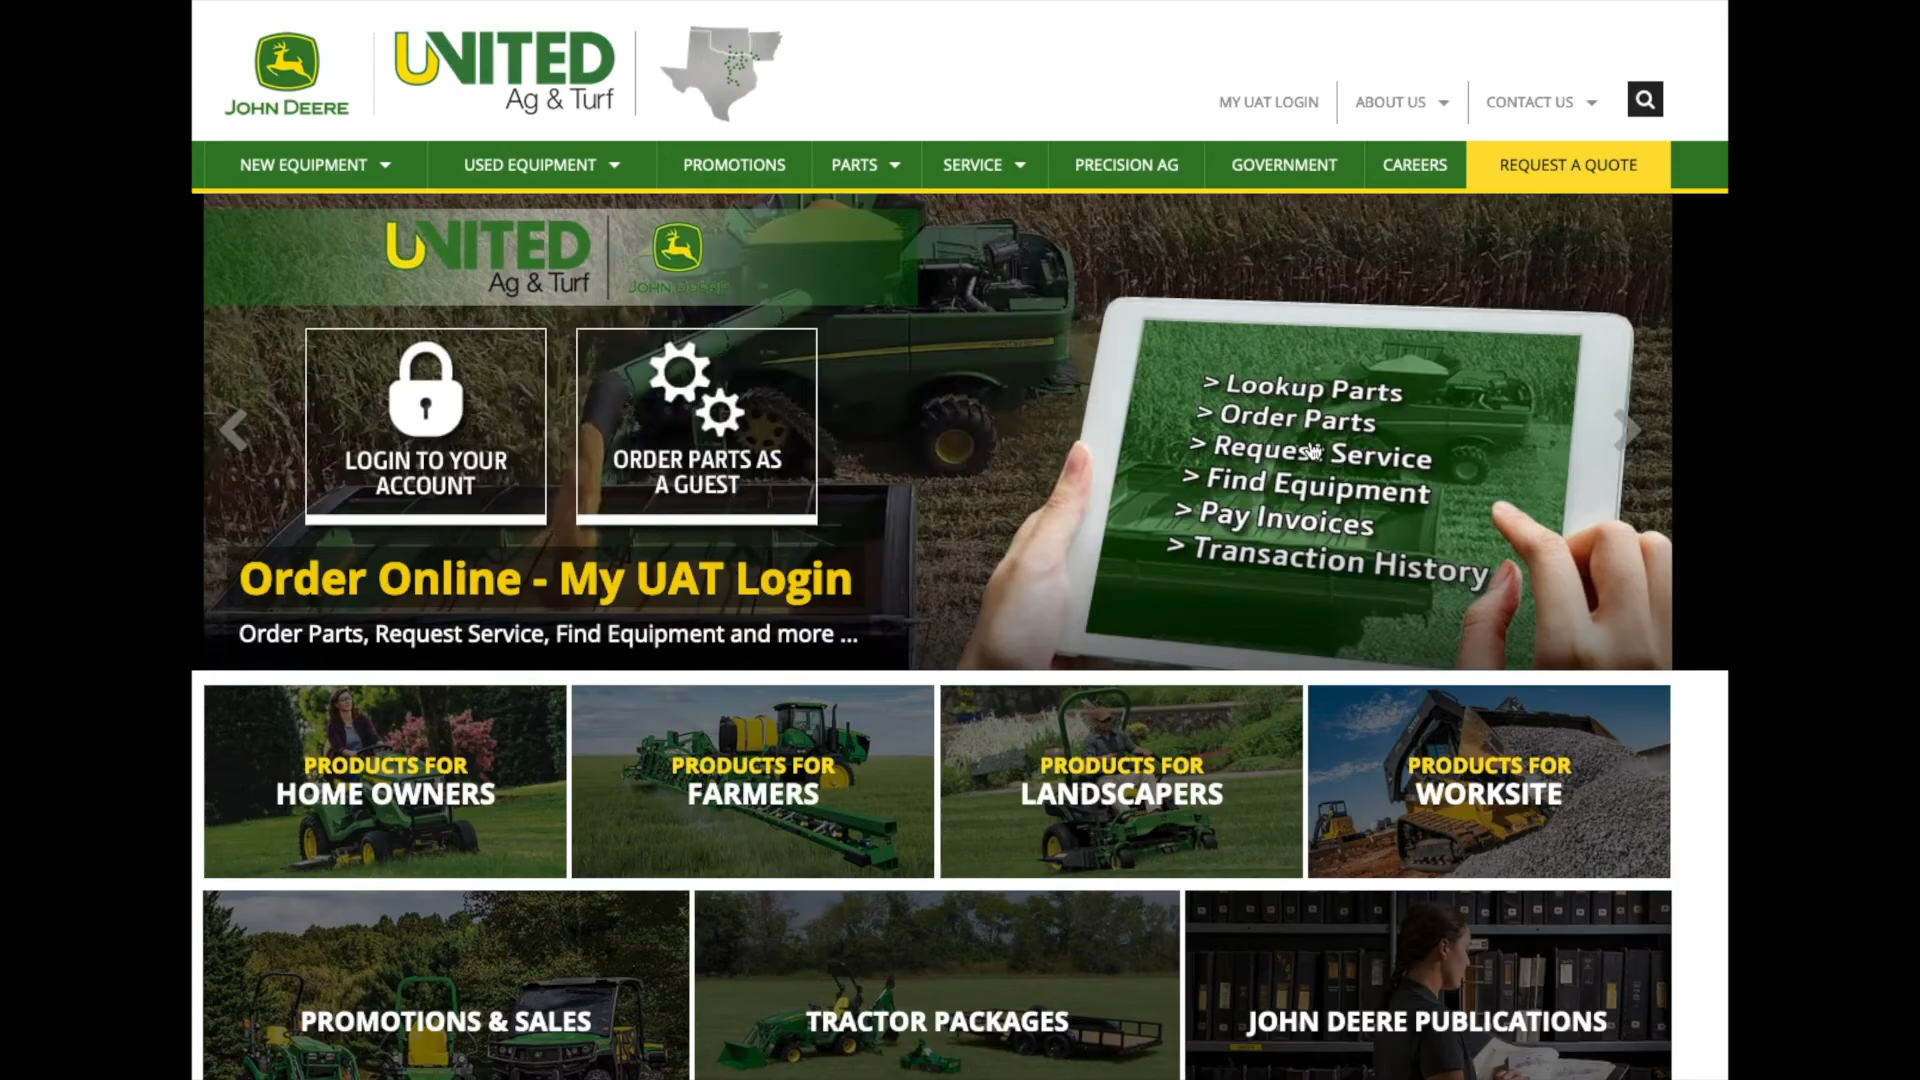 JOHN DEERE
UNITED
Ag & Turf
MY UAT LOGIN
ABOUT US
CONTACT US
NEW EQUIPMENT
USED EQUIPMENT
PROMOTIONS
PARTS
SERVICE
PRECISION AG
GOVERNMENT
CAREERS
REQUEST A QUOTE
UNITED
Ag & Turf
JOHN DEERE
LOGIN TO YOUR
ACCOUNT
ORDER PARTS AS
A GUEST
> Lookup Parts
> Order Parts
> Request Service
> Find Equipment
> Pay Invoices
> Transaction History
Order Online - My UAT Login
Order Parts, Request Service, Find Equipment and more ...
PRODUCTS FOR
HOME OWNERS
PRODUCTS FOR
FARMERS
PRODUCTS FOR
LANDSCAPERS
PRODUCTS FOR
WORKSITE
PROMOTIONS & SALES
TRACTOR PACKAGES
JOHN DEERE PUBLICATIONS